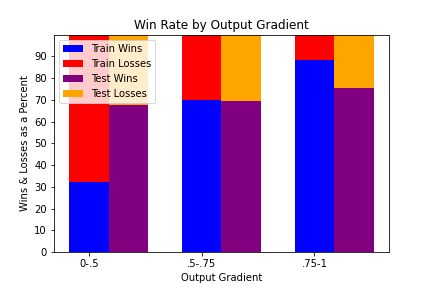 Win Rate by Output Gradient
Train Wins
Train Losses
Test Wins
Test Losses
Wins & Losses as a Percent
90
80
70
60
50
40
30
20
10
0
0-.5
.5-.75
.75-1
Output Gradient